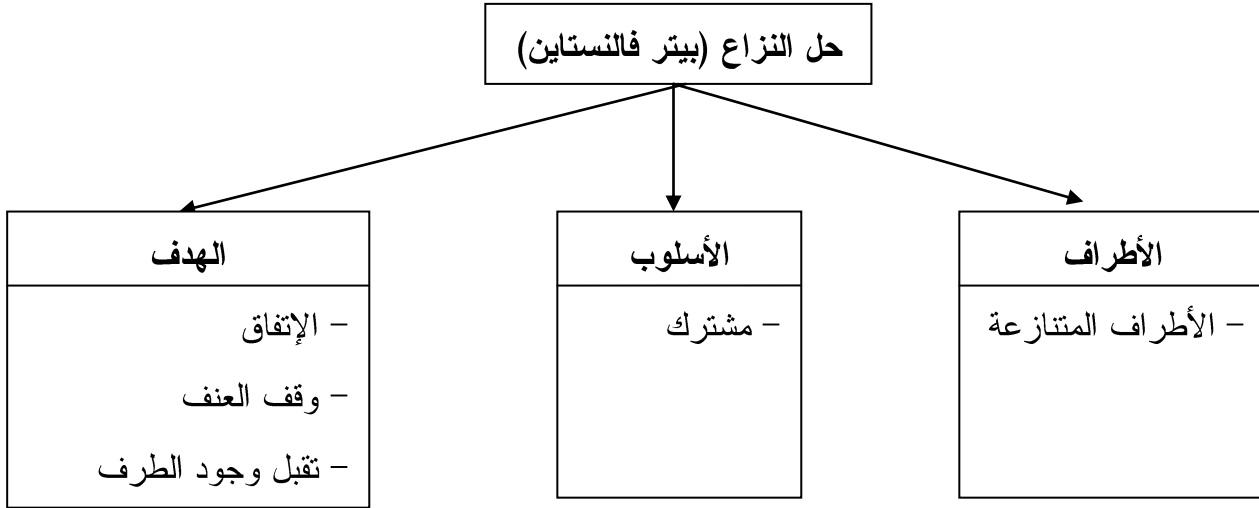 حل النزاع (بيتر فالنستاين)
الأطراف
- الأطراف المتنازعة
الأسلوب
- مشترك
الهدف
- الإتفاق
- وقف العنف
- تقبل وجود الطرف